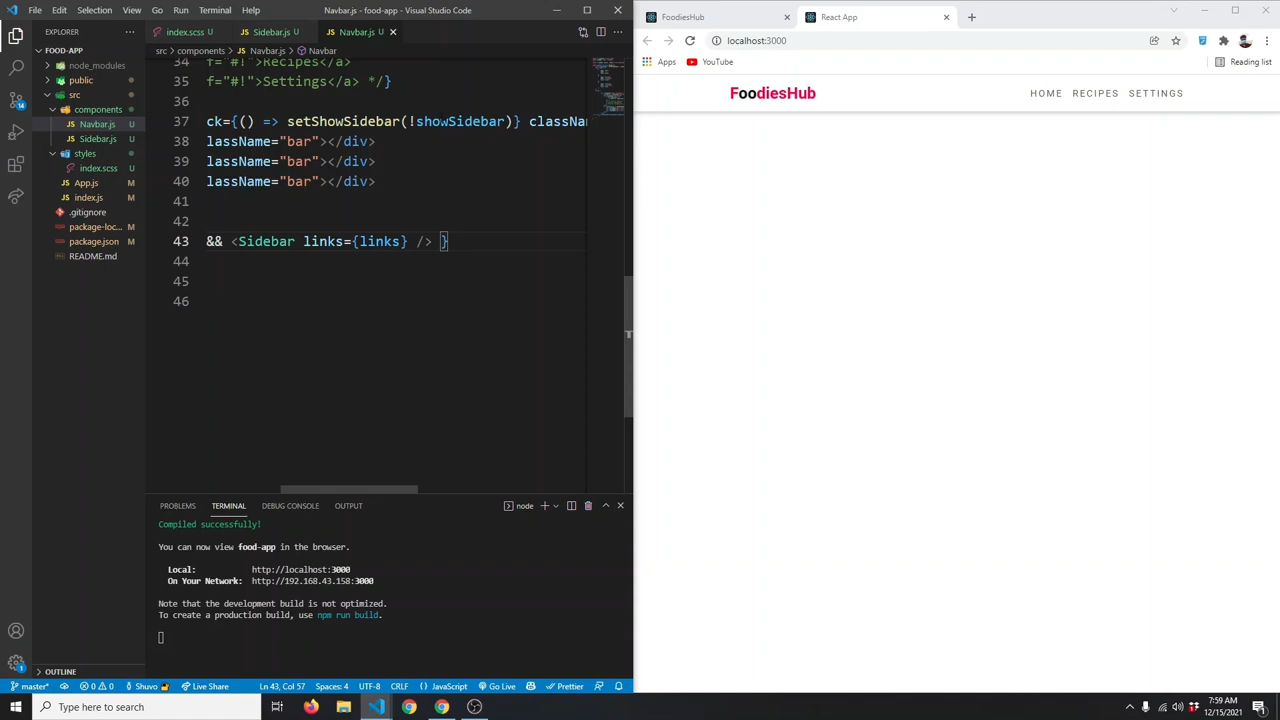 File Edit Selection View Go Run Terminal Help
Navbar.js - food-app - Visual Studio Code
EXPLORER
FOOD-APP
node_modules
public
src
components
Navbar.js U
Sidebar.js U
styles
index.scss U
App.js M
index.js M
.gitignore
package-loc... M
package.json M
README.md
OUTLINE
index.scss U
Sidebar.js U
Navbar.js U
src > components > Navbar.js > Navbar
34 f="#!">Recipes</a>
35 f="#!">Settings</a> */}
36
37 ck={() => setShowSidebar(!showSidebar)} classNa
38 lassName="bar"></div>
39 lassName="bar"></div>
40 lassName="bar"></div>
41
42
43 && <Sidebar links={links} /> }
44
45
46
PROBLEMS TERMINAL DEBUG CONSOLE OUTPUT
node
Compiled successfully!
You can now view food-app in the browser.
Local: http://localhost:3000
On Your Network: http://192.168.43.158:3000
Note that the development build is not optimized.
To create a production build, use npm run build.
master* 0 0 Shuvo Live Share Ln 43, Col 57 Spaces: 4 UTF-8 CRLF JavaScript Go Live Prettier
FoodiesHub
React App
localhost:3000
Apps YouTube Reading list
FoodiesHub
HOME RECIPES SETTINGS
Type here to search
7:59 AM
12/15/2021